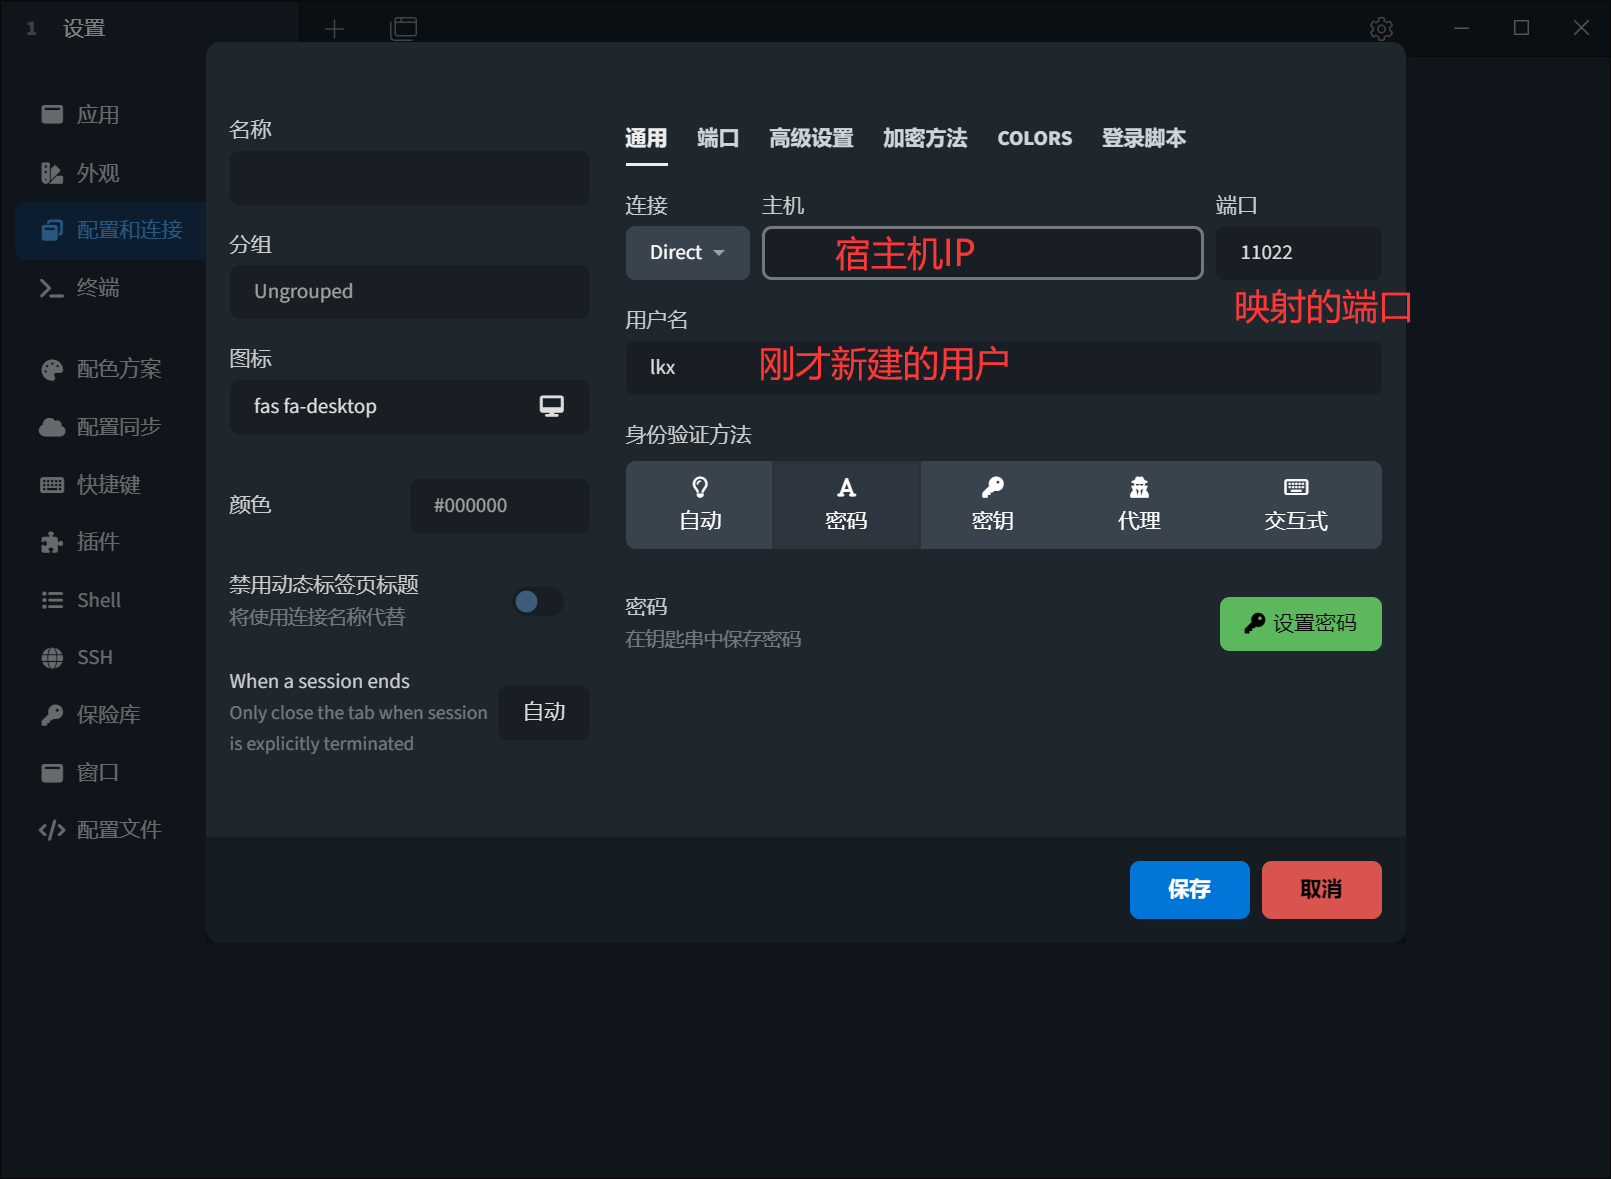 1 设置
应用
外观
配置和连接
终端
配色方案
配置同步
快捷键
插件
Shell
SSH
保险库
窗口
配置文件
名称
分组
Ungrouped
图标
fas fa-desktop
颜色
#000000
禁用动态标签页标题
将使用连接名称代替
When a session ends
Only close the tab when session
is explicitly terminated
自动
通用 端口 高级设置 加密方法 COLORS 登录脚本
连接 主机 端口
Direct 宿主机IP 11022
映射的端口
用户名
lkx 刚才新建的用户
身份验证方法
自动 密码 密钥 代理 交互式
密码
在钥匙串中保存密码
设置密码
保存 取消